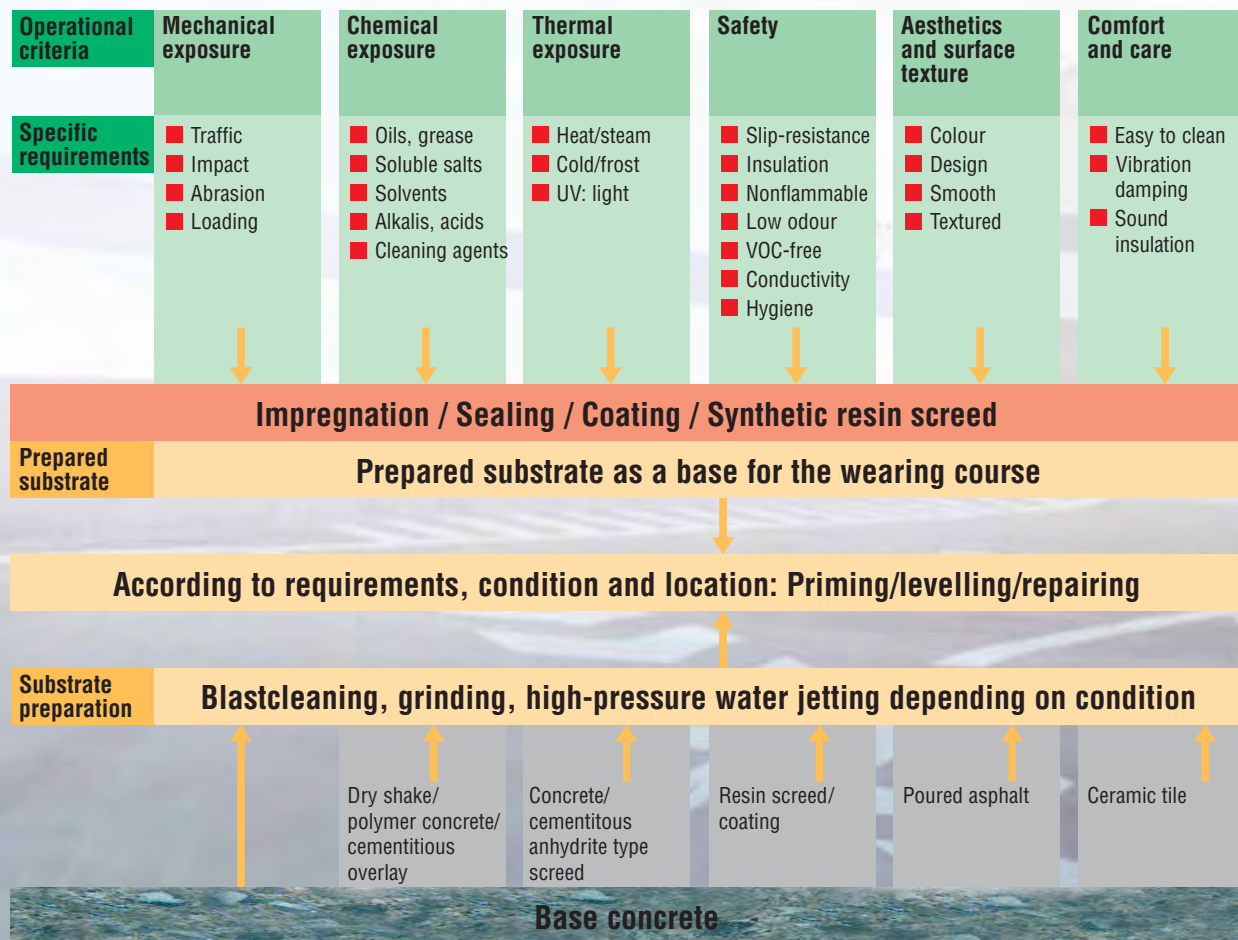 Operational
criteria
Mechanical
exposure
Chemical
exposure
Thermal
exposure
Safety
Aesthetics
and surface
texture
Comfort
and care
Specific
requirements
Traffic
Impact
Abrasion
Loading
Oils, grease
Soluble salts
Solvents
Alkalis, acids
Cleaning agents
Heat/steam
Cold/frost
UV: light
Slip-resistance
Insulation
Nonflammable
Low odour
VOC-free
Conductivity
Hygiene
Colour
Design
Smooth
Textured
Easy to clean
Vibration
damping
Sound
insulation
Impregnation / Sealing / Coating / Synthetic resin screed
Prepared
substrate
Prepared substrate as a base for the wearing course
According to requirements, condition and location: Priming/levelling/repairing
Substrate
preparation
Blastcleaning, grinding, high-pressure water jetting depending on condition
Dry shake/
polymer concrete/
cementitious
overlay
Concrete/
cementitous
anhydrite type
screed
Resin screed/
coating
Poured asphalt
Ceramic tile
Base concrete